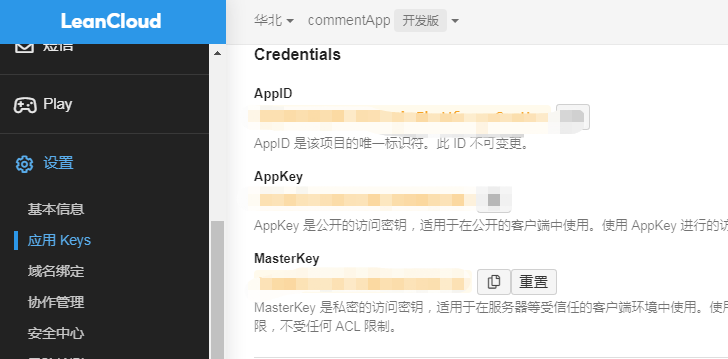 LeanCloud
华北 commentApp 开发版
短信
Play
设置
基本信息
应用 Keys
域名绑定
协作管理
安全中心
Credentials
AppID
AppID 是该项目的唯一标识符。此 ID 不可变更。
AppKey
AppKey 是公开的访问密钥，适用于在公开的客户端中使用。使用 AppKey 进行的
MasterKey
重置
MasterKey 是私密的访问密钥，适用于在服务器等受信任的客户端环境中使用。使
限，不受任何 ACL 限制。